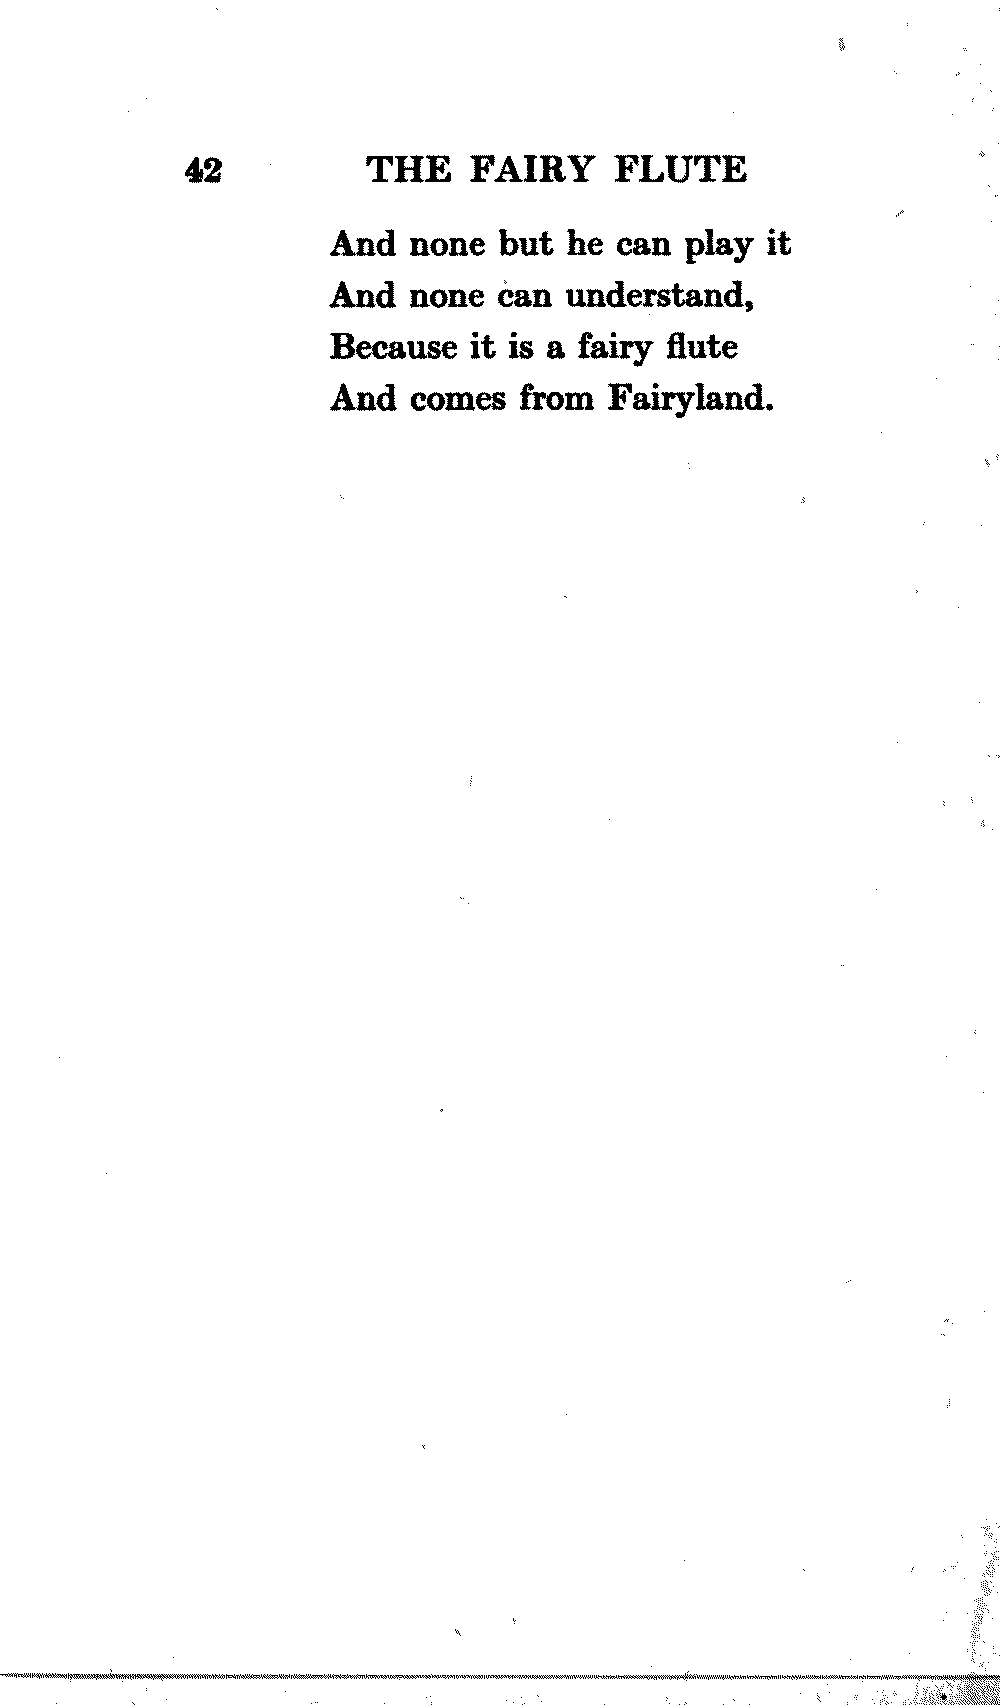 42 THE FAIRY FLUTE
And none but he can play it
And none can understand,
Because it is a fairy flute
And comes from Fairyland.